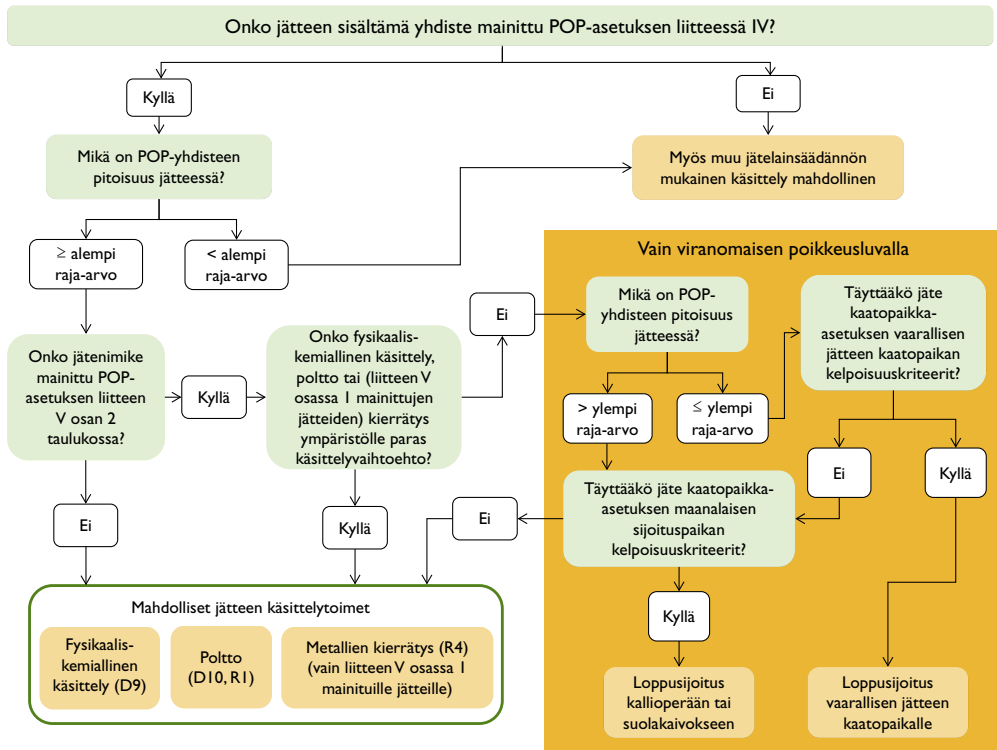 Onko jätteen sisältämä yhdiste mainittu POP-asetuksen liitteessä IV?
Kyllä
Ei
Mikä on POP-yhdisteen
pitoisuus jätteessä?
Myös muu jätelainsäädännön
mukainen käsittely mahdollinen
≥ alempi
raja-arvo
< alempi
raja-arvo
Onko jätenimike
mainittu POP-
asetuksen liitteen
V osan 2
taulukossa?
Kyllä
Onko fysikaalis-
kemiallinen käsittely,
poltto tai (liitteen V
osassa 1 mainittujen
jätteiden) kierrätys
ympäristölle paras
käsittelyvaihtoehto?
Ei
Ei
Kyllä
Ei
Vain viranomaisen poikkeusluvalla
Mikä on POP-
yhdisteen pitoisuus
jätteessä?
Täyttääkö jäte
kaatopaikka-
asetuksen vaarallisen
jätteen kaatopaikan
kelpoisuuskriteerit?
> ylempi
raja-arvo
≤ ylempi
raja-arvo
Ei
Kyllä
Täyttääkö jäte kaatopaikka-
asetuksen maanalaisen
sijoituspaikan
kelpoisuuskriteerit?
Kyllä
Loppusijoitus
kallioperään tai
suolakaivokseen
Loppusijoitus
vaarallisen jätteen
kaatopaikalle
Mahdolliset jätteen käsittelytoimet
Fysikaalis-
kemiallinen
käsittely (D9)
Poltto
(D10, R1)
Metallien kierrätys (R4)
(vain liitteen V osassa 1
mainituille jätteille)